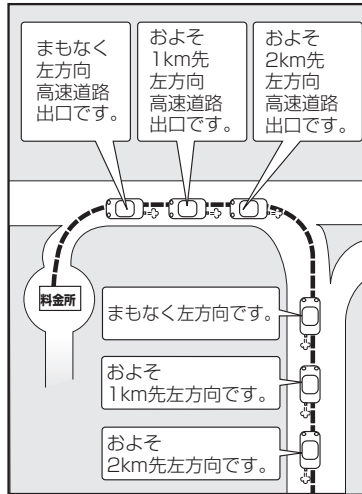 まもなく
左方向
高速道路
出口です。
およそ
1km先
左方向
高速道路
出口です。
およそ
2km先
左方向
高速道路
出口です。
料金所
まもなく左方向です。
およそ
1km先左方向です。
およそ
2km先左方向です。